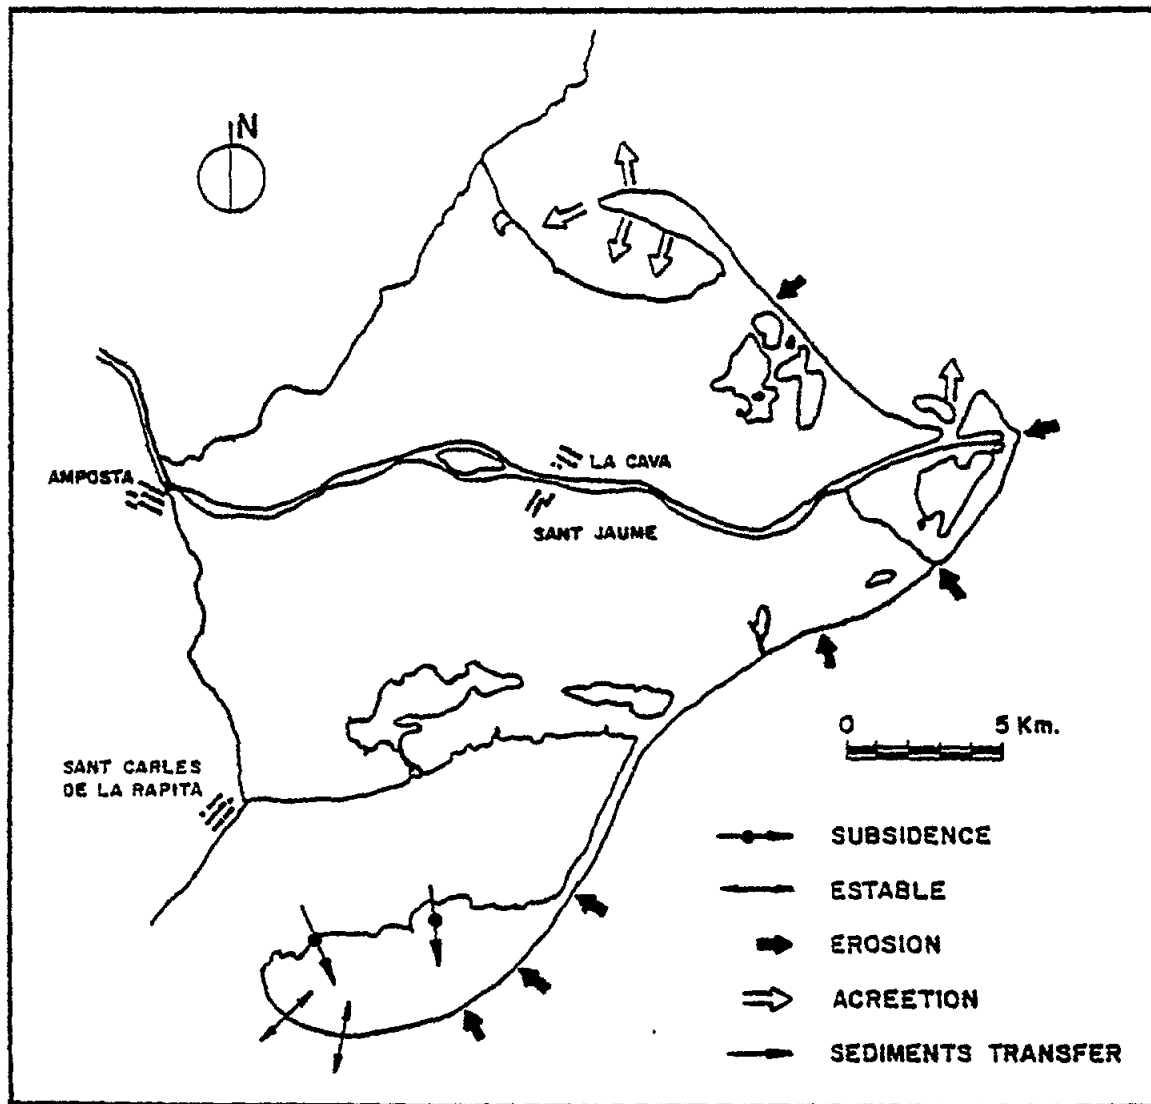 N
AMPOSTA
LA CAVA
SANT JAUME
0 5 Km.
SANT CARLES
DE LA RAPITA
SUBSIDENCE
ESTABLE
EROSION
ACREETION
SEDIMENTS TRANSFER